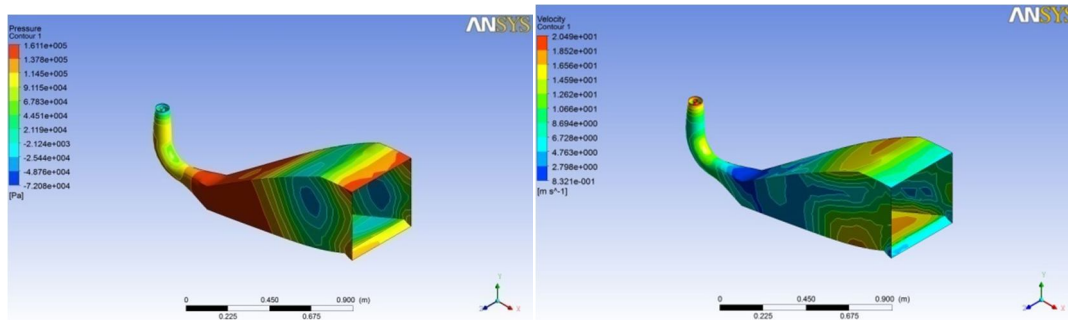 ANSYS
Pressure
Contour 1
1.611e+005
1.378e+005
1.145e+005
9.115e+004
6.783e+004
4.451e+004
2.119e+004
-2.124e+003
-2.544e+004
-4.876e+004
-7.208e+004
[Pa]
0 0.450 0.900 (m)
0.225 0.675
Y
Z X
ANSYS
Velocity
Contour 1
2.049e+001
1.852e+001
1.656e+001
1.459e+001
1.262e+001
1.066e+001
8.694e+000
6.728e+000
4.763e+000
2.798e+000
8.321e-001
[m s^-1]
0 0.450 0.900 (m)
0.225 0.675
Y
Z X